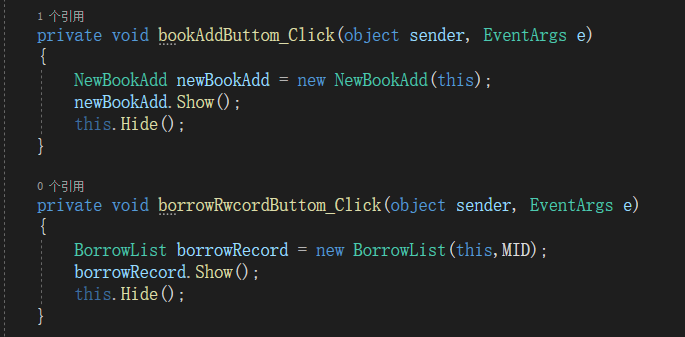 1 个引用
private void bookAddButtom_Click(object sender, EventArgs e)
{
NewBookAdd newBookAdd = new NewBookAdd(this);
newBookAdd.Show();
this.Hide();
}
0 个引用
private void borrowRwcordButtom_Click(object sender, EventArgs e)
{
BorrowList borrowRecord = new BorrowList(this,MID);
borrowRecord.Show();
this.Hide();
}